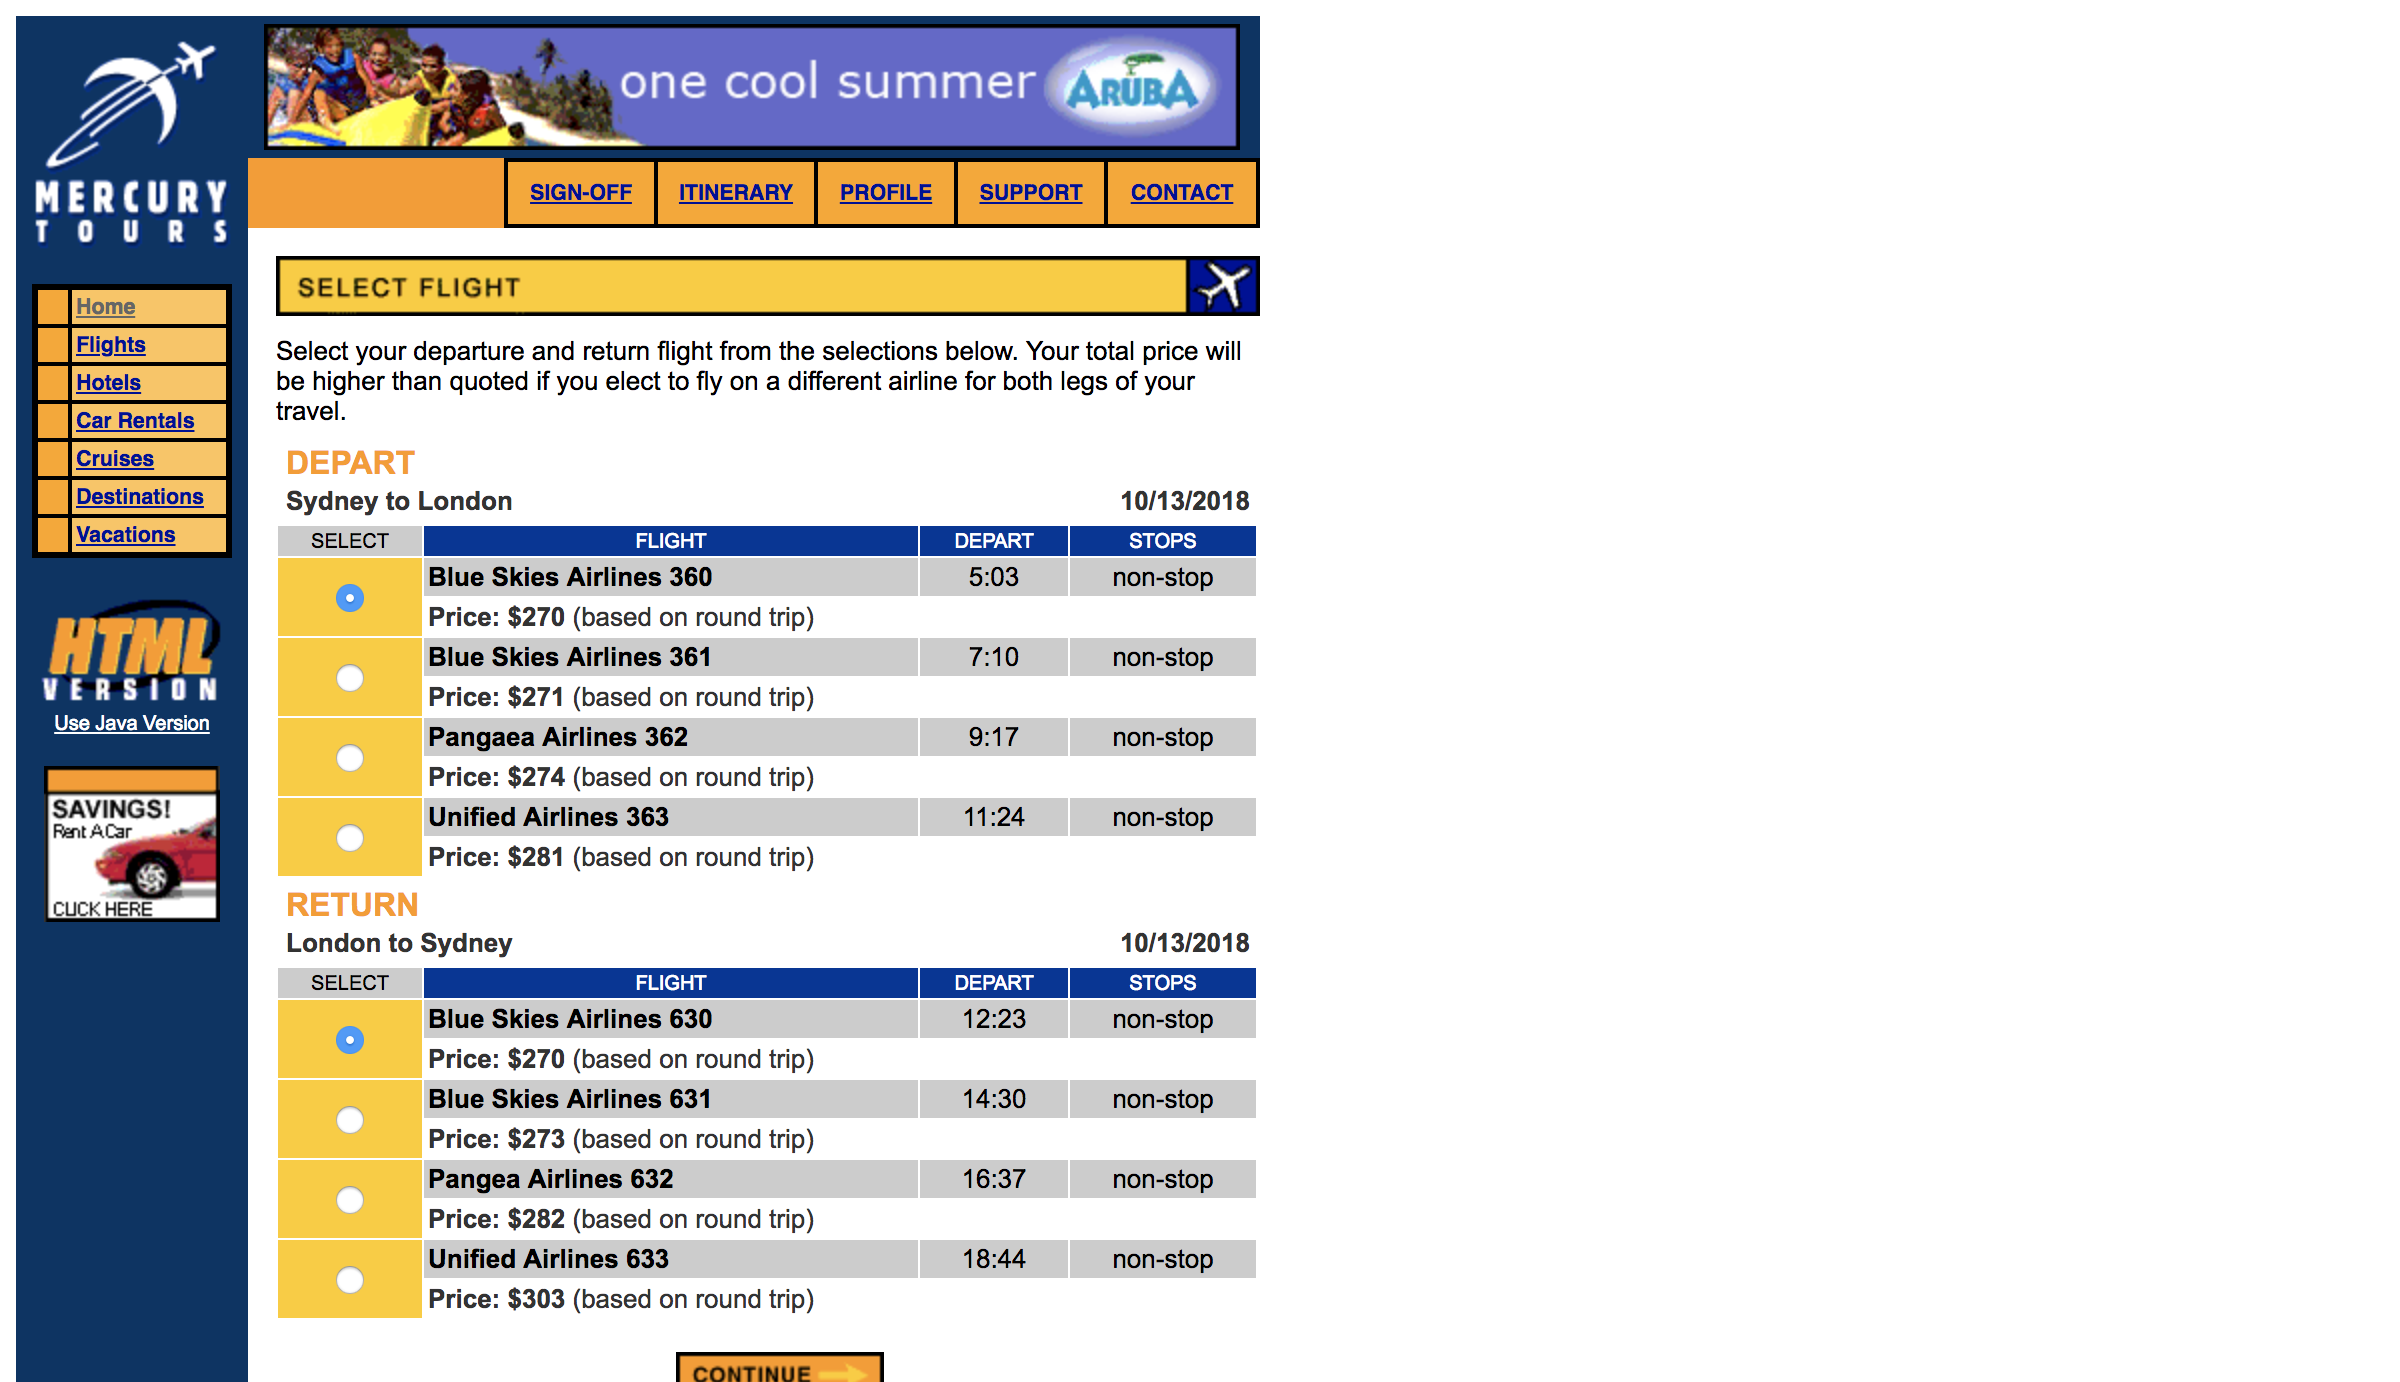 one cool summer ARUBA
MERCURY
TOURS
SIGN-OFF ITINERARY PROFILE SUPPORT CONTACT
Home
Flights
Hotels
Car Rentals
Cruises
Destinations
Vacations
HTML
VERSION
Use Java Version
SAVINGS!
Rent A Car
CLICK HERE
SELECT FLIGHT
Select your departure and return flight from the selections below. Your total price will
be higher than quoted if you elect to fly on a different airline for both legs of your
travel.
DEPART
Sydney to London 10/13/2018
SELECT FLIGHT DEPART STOPS
Blue Skies Airlines 360 5:03 non-stop
Price: $270 (based on round trip)
Blue Skies Airlines 361 7:10 non-stop
Price: $271 (based on round trip)
Pangaea Airlines 362 9:17 non-stop
Price: $274 (based on round trip)
Unified Airlines 363 11:24 non-stop
Price: $281 (based on round trip)
RETURN
London to Sydney 10/13/2018
SELECT FLIGHT DEPART STOPS
Blue Skies Airlines 630 12:23 non-stop
Price: $270 (based on round trip)
Blue Skies Airlines 631 14:30 non-stop
Price: $273 (based on round trip)
Pangea Airlines 632 16:37 non-stop
Price: $282 (based on round trip)
Unified Airlines 633 18:44 non-stop
Price: $303 (based on round trip)
CONTINUE